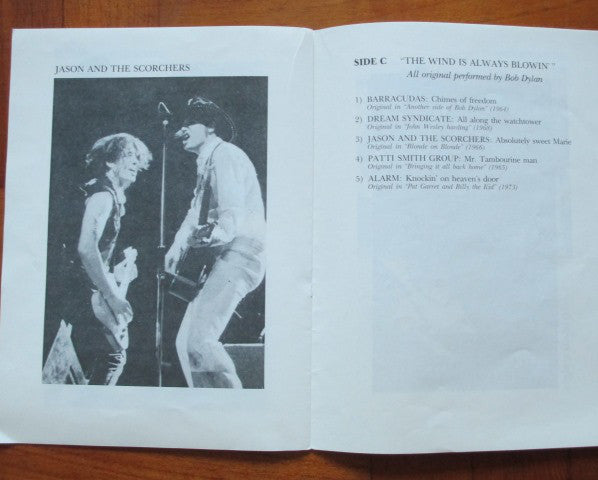 JASON AND THE SCORCHERS
SIDE C "THE WIND IS ALWAYS BLOWIN'"
All original performed by Bob Dylan
1) BARRACUDAS: Chimes of freedom
Original in "Another side of Bob Dylan" (1964)
2) DREAM SYNDICATE: All along the watchtower
Original in "John Wesley harding" (1968)
3) JASON AND THE SCORCHERS: Absolutely sweet Marie
Original in "Blonde on Blonde" (1966)
4) PATTI SMITH GROUP: Mr. Tambourine man
Original in "Bringing it all back home" (1965)
5) ALARM: Knockin' on heaven's door
Original in "Pat Garret and Billy the Kid" (1973)